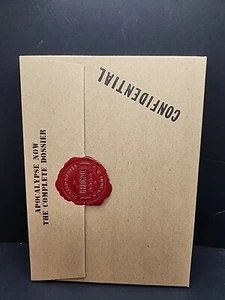 CONFIDENTIAL
APOCALYPSE NOW
THE COMPLETE DOSSIER